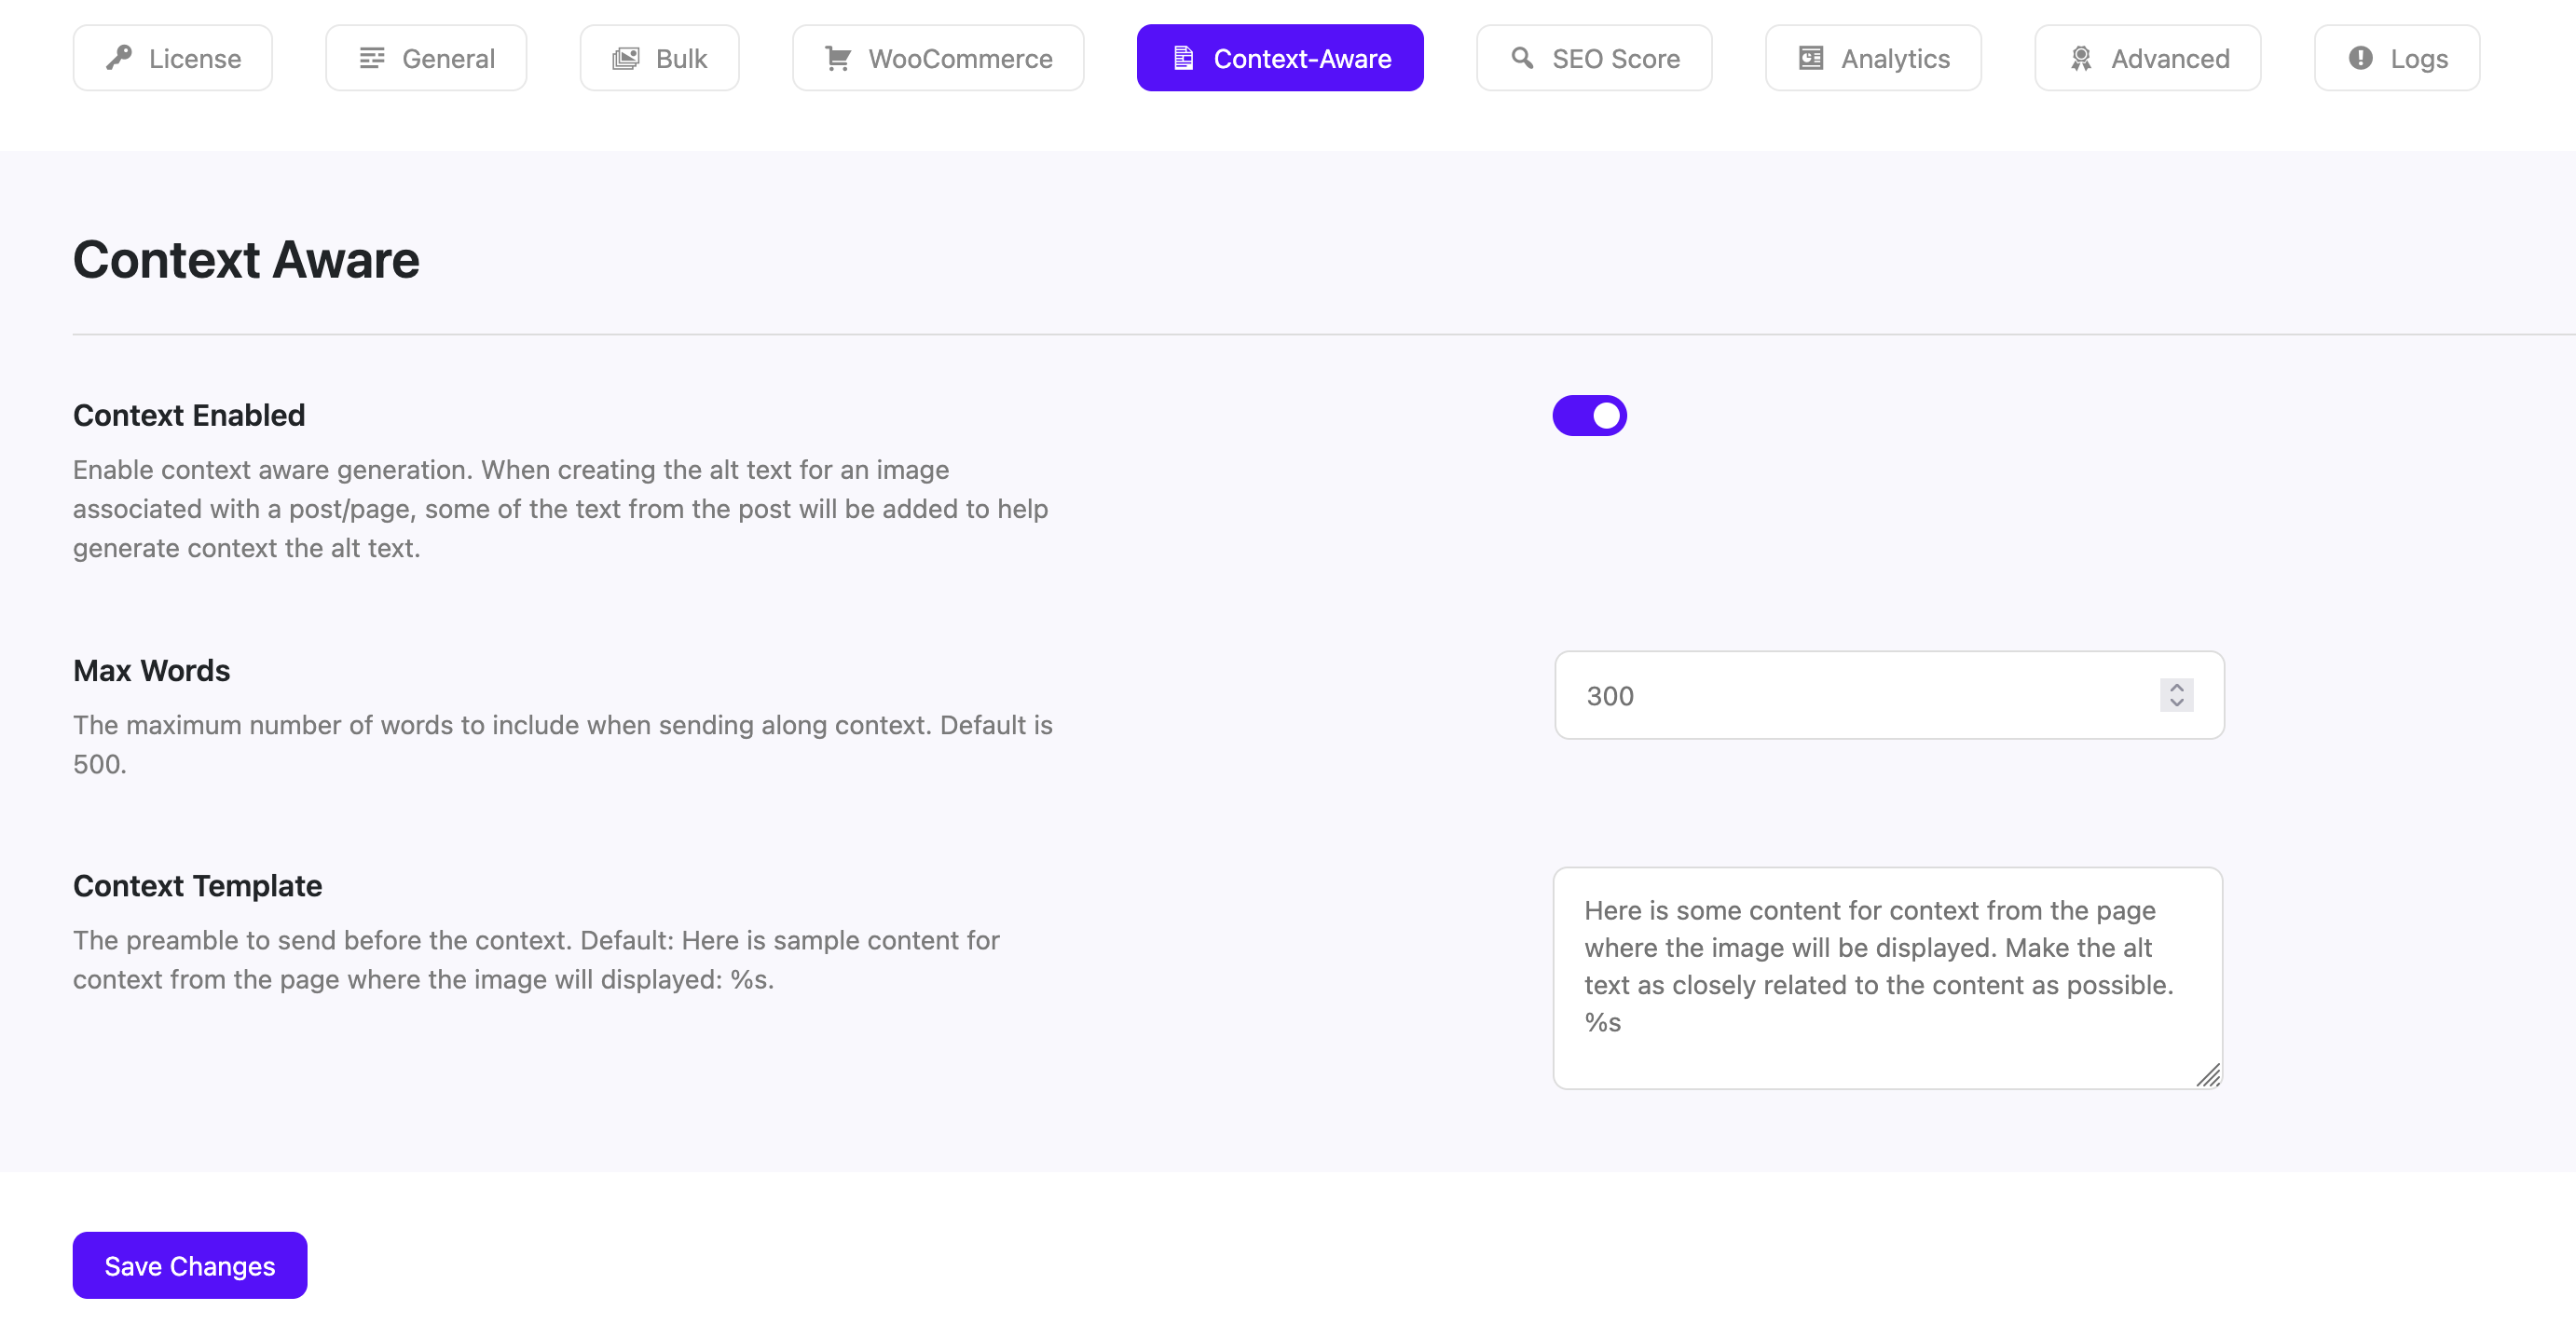 License
General
Bulk
WooCommerce
Context-Aware
SEO Score
Analytics
Advanced
Logs
Context Aware
Context Enabled
Enable context aware generation. When creating the alt text for an image
associated with a post/page, some of the text from the post will be added to help
generate context the alt text.
Max Words
The maximum number of words to include when sending along context. Default is
500.
300
Context Template
The preamble to send before the context. Default: Here is sample content for
context from the page where the image will displayed: %s.
Here is some content for context from the page
where the image will be displayed. Make the alt
text as closely related to the content as possible.
%s
Save Changes